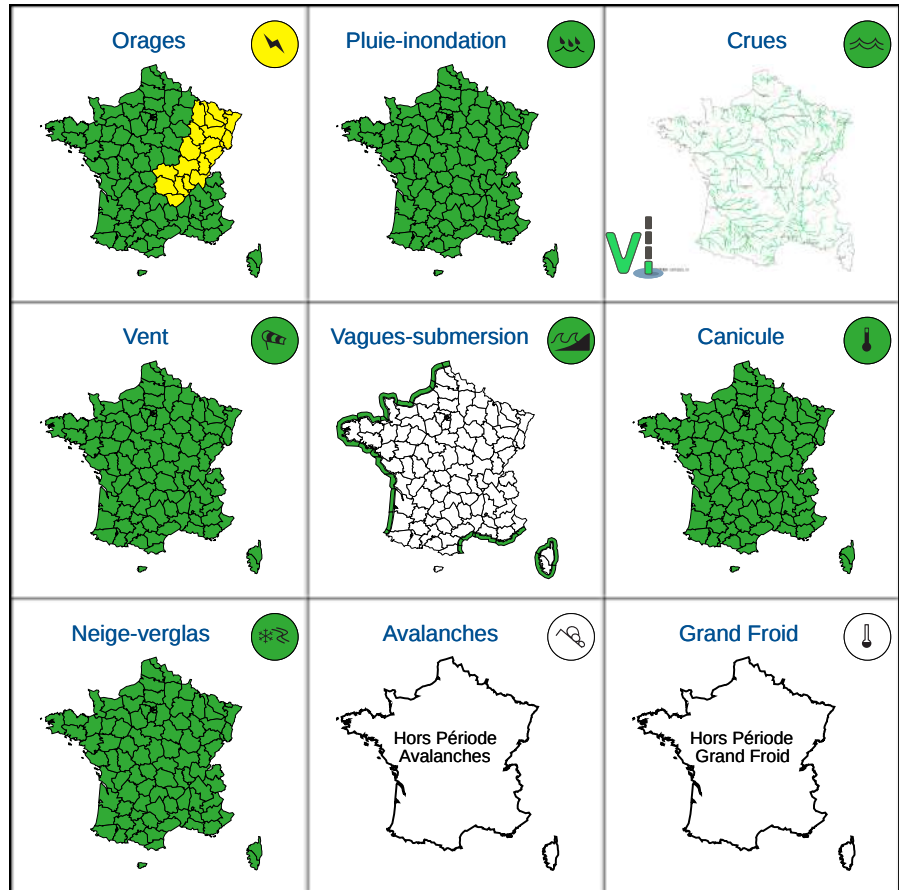 Orages
Pluie-inondation
Crues
Vent
Vagues-submersion
Canicule
Neige-verglas
Avalanches
Hors Période
Avalanches
Grand Froid
Hors Période
Grand Froid